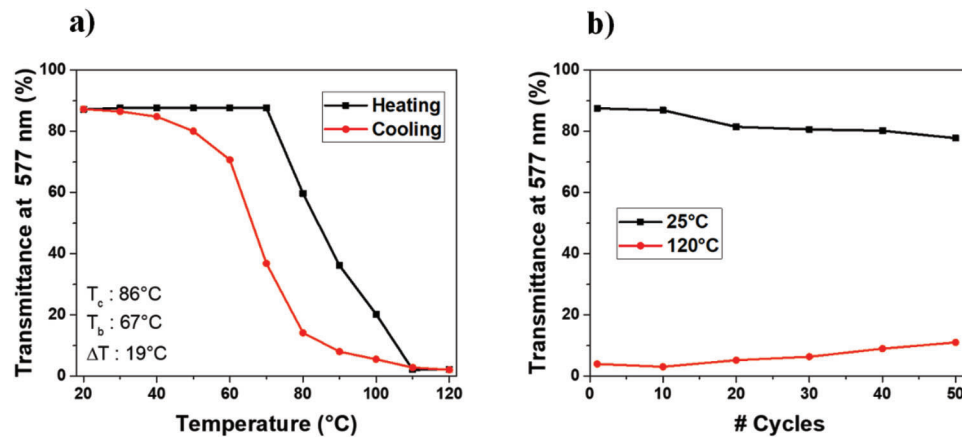 a)
Transmittance at 577 nm (%)
100
80
60
40
20
0
Heating
Cooling
Tc : 86°C
Tb : 67°C
ΔT : 19°C
20 40 60 80 100 120
Temperature (°C)
b)
Transmittance at 577 nm (%)
100
80
60
40
20
0
25°C
120°C
0 10 20 30 40 50
# Cycles